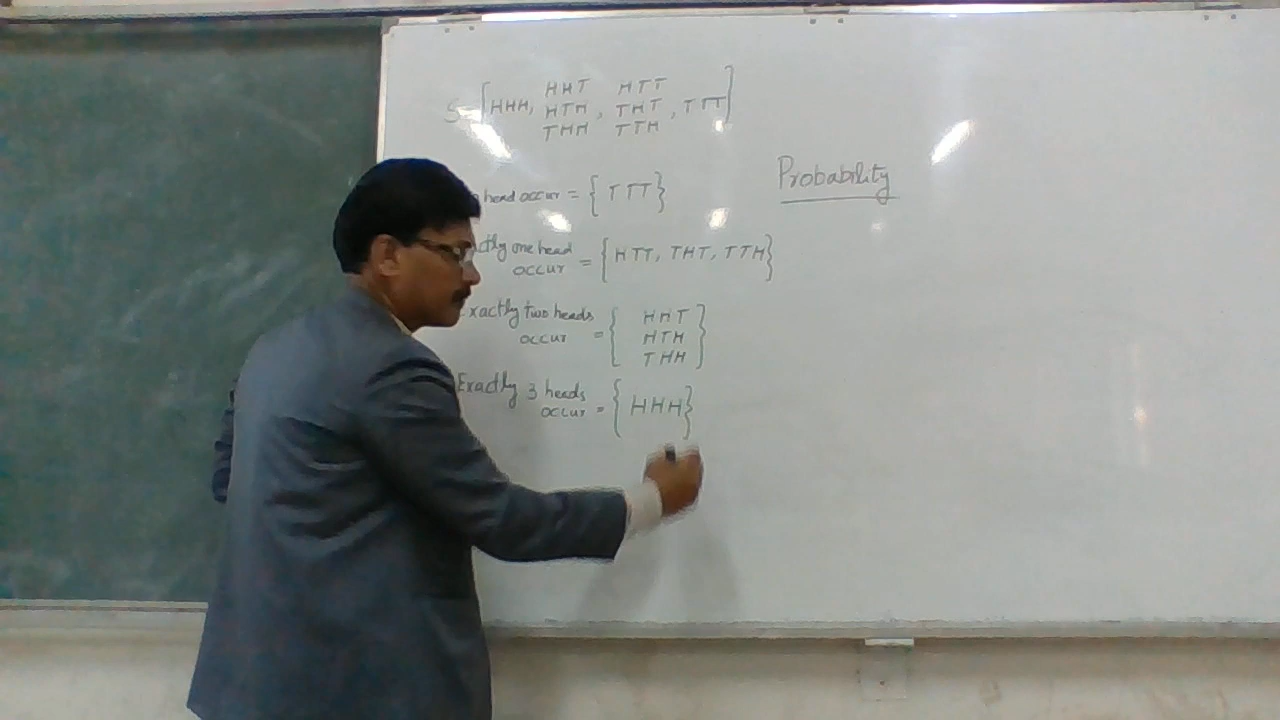 HHT HTT
S= [HHH, HTH, THT, TTT]
THH TTH
Probability
head occur = { TTT}
one head
occur = {HTT, THT, TTH}
Exactly two heads
occur = { HHT
HTH
THH }
Exactly 3 heads
occur = { HHH}